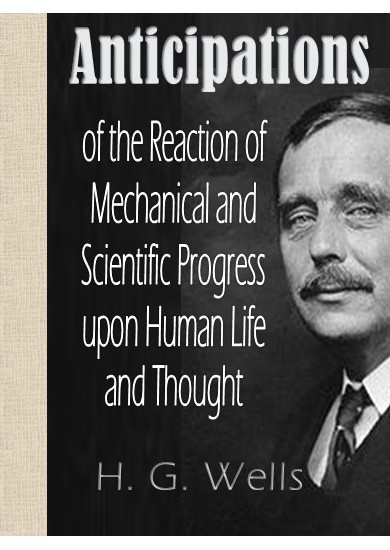 Anticipations
of the Reaction of
Mechanical and
Scientific Progress
upon Human Life
and Thought
H. G. Wells